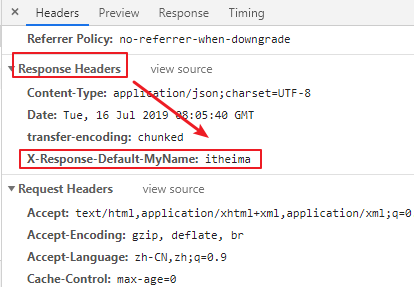 Headers Preview Response Timing
Referrer Policy: no-referrer-when-downgrade
Response Headers view source
Content-Type: application/json;charset=UTF-8
Date: Tue, 16 Jul 2019 08:05:40 GMT
transfer-encoding: chunked
X-Response-Default-MyName: itheima
Request Headers view source
Accept: text/html,application/xhtml+xml,application/xml;q=0
Accept-Encoding: gzip, deflate, br
Accept-Language: zh-CN,zh;q=0.9
Cache-Control: max-age=0